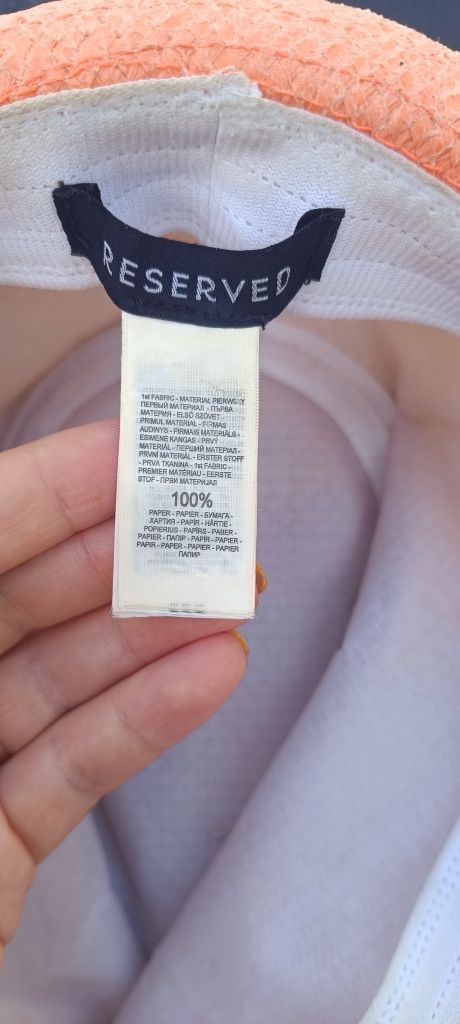 RESERVED
1st FABRIC - MATERIAŁ PIERWSZY
ПЕРВЫЙ МАТЕРИАЛ - ПЪРВА
МАТЕРИЯ - ELSŐ SZÖVET -
PRIMUL MATERIAL - PIRMAS
AUDINYS - PIRMAIS MATERIĀLS -
ESIMENE KANGAS - PRVÝ
MATERIÁL - ПЕРШИЙ МАТЕРІАЛ -
PRVNÍ MATERIÁL - ERSTER STOFF
- PRVA TKANINA - 1st FABRIC -
PREMIER MATÉRIAU - EERSTE
STOF - ПРВИ МАТЕРИЈАЛ
100%
PAPER - PAPIER - БУМАГА -
ХАРТИЯ - PAPÍR - HÂRTIE -
POPIERIUS - PAPĪRS - PABER -
PAPIER - ПАПІР - PAPÍR - PAPIER -
PAPIR - PAPER - PAPIER - PAPIER
ПАПИР